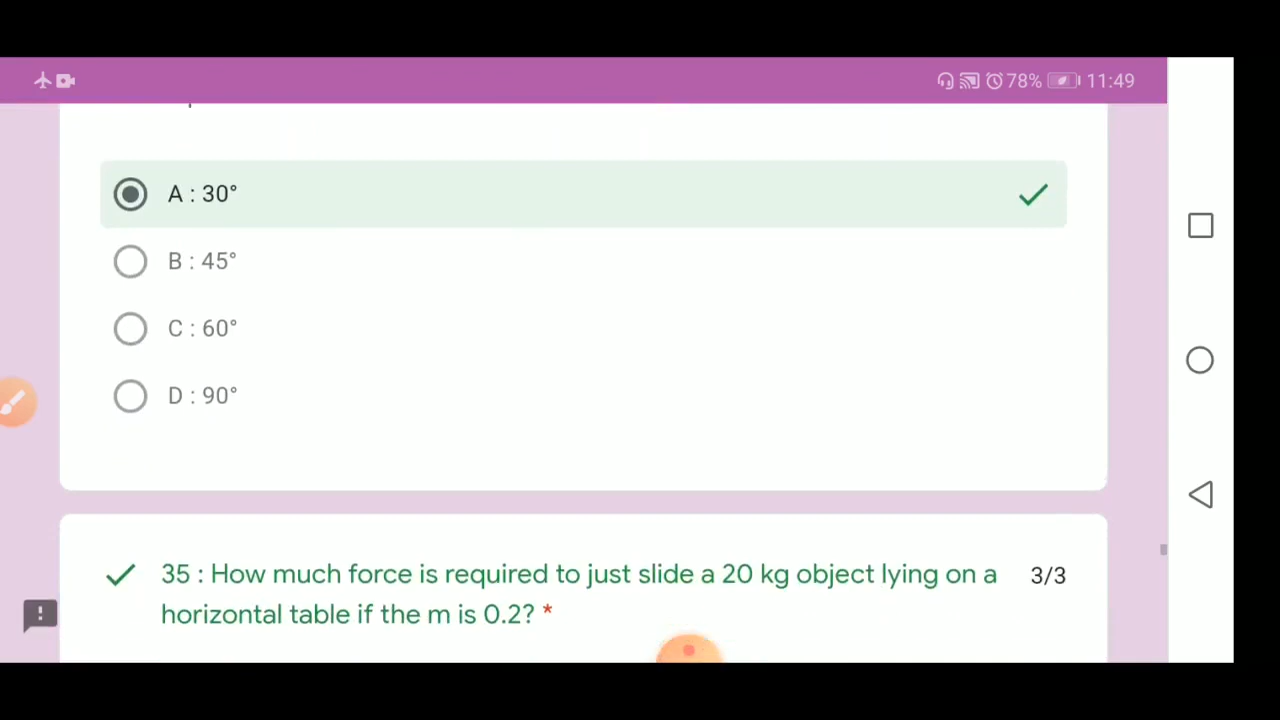 78% 11:49
A : 30°
B : 45°
C : 60°
D : 90°
35 : How much force is required to just slide a 20 kg object lying on a 3/3
horizontal table if the m is 0.2? *